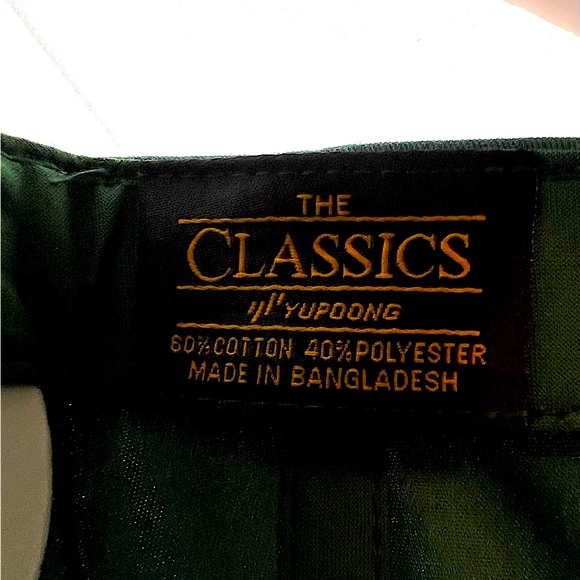 THE
CLASSICS
YUPOONG
60% COTTON 40% POLYESTER
MADE IN BANGLADESH